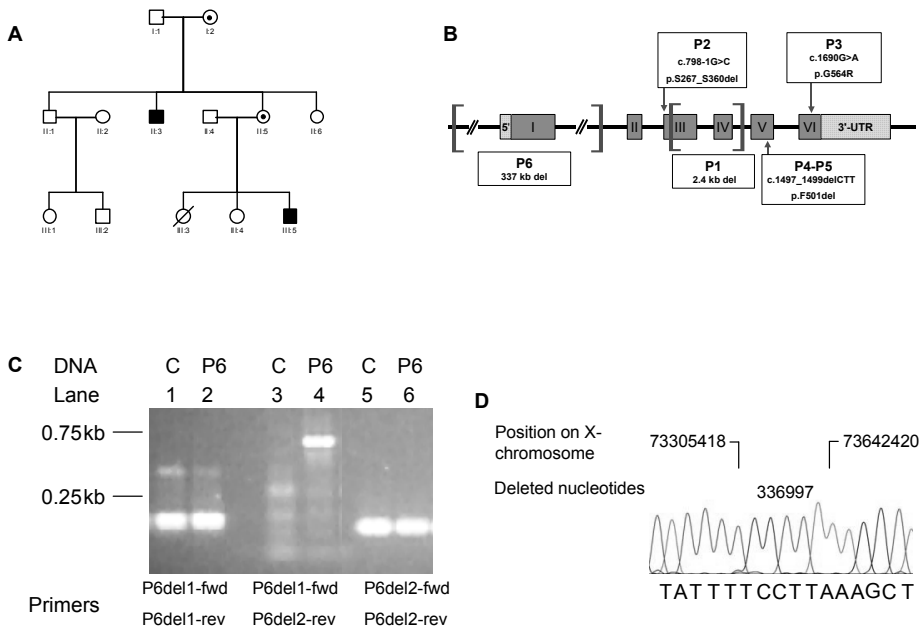 A
I:1
I:2
II:1
II:2
II:3
II:4
II:5
II:6
III:1
III:2
III:3
III:4
III:5
B
P2
c.798-1G>C
p.S267_S360del
P3
c.1690G>A
p.G564R
5'
I
II
III
IV
V
VI
3'-UTR
P6
337 kb del
P1
2.4 kb del
P4-P5
c.1497_1499delCTT
p.F501del
C
DNA C P6 C P6 C P6
Lane 1 2 3 4 5 6
0.75kb
0.25kb
Primers
P6del1-fwd P6del1-fwd P6del2-fwd
P6del1-rev P6del2-rev P6del2-rev
D
Position on X-
chromosome
73305418 73642420
Deleted nucleotides 336997
TATTTTCCTTAAAGCT